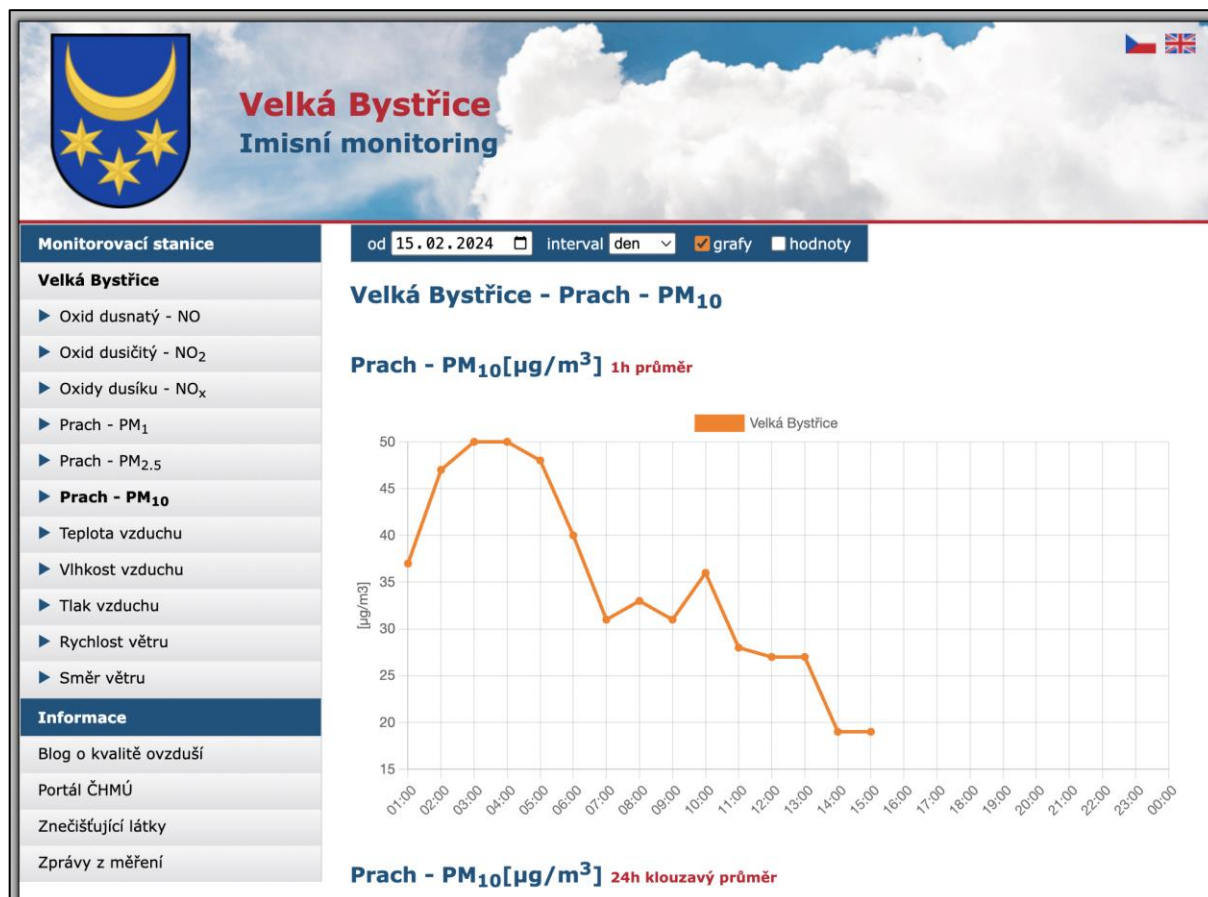 Velká Bystřice
Imisní monitoring
Monitorovací stanice
Velká Bystřice
Oxid dusnatý - NO
Oxid dusičitý - NO₂
Oxidy dusíku - NOₓ
Prach - PM₁
Prach - PM₂.₅
Prach - PM₁₀
Teplota vzduchu
Vlhkost vzduchu
Tlak vzduchu
Rychlost větru
Směr větru
Informace
Blog o kvalitě ovzduší
Portál ČHMÚ
Znečišťující látky
Zprávy z měření
od 15.02.2024 interval den grafy hodnoty
Velká Bystřice - Prach - PM₁₀
Prach - PM₁₀[µg/m³] 1h průměr
Velká Bystřice
50
45
40
35
30
25
20
15
[µg/m3]
01:00 02:00 03:00 04:00 05:00 06:00 07:00 08:00 09:00 10:00 11:00 12:00 13:00 14:00 15:00 16:00 17:00 18:00 19:00 20:00 21:00 22:00 23:00 00:00
Prach - PM₁₀[µg/m³] 24h klouzavý průměr